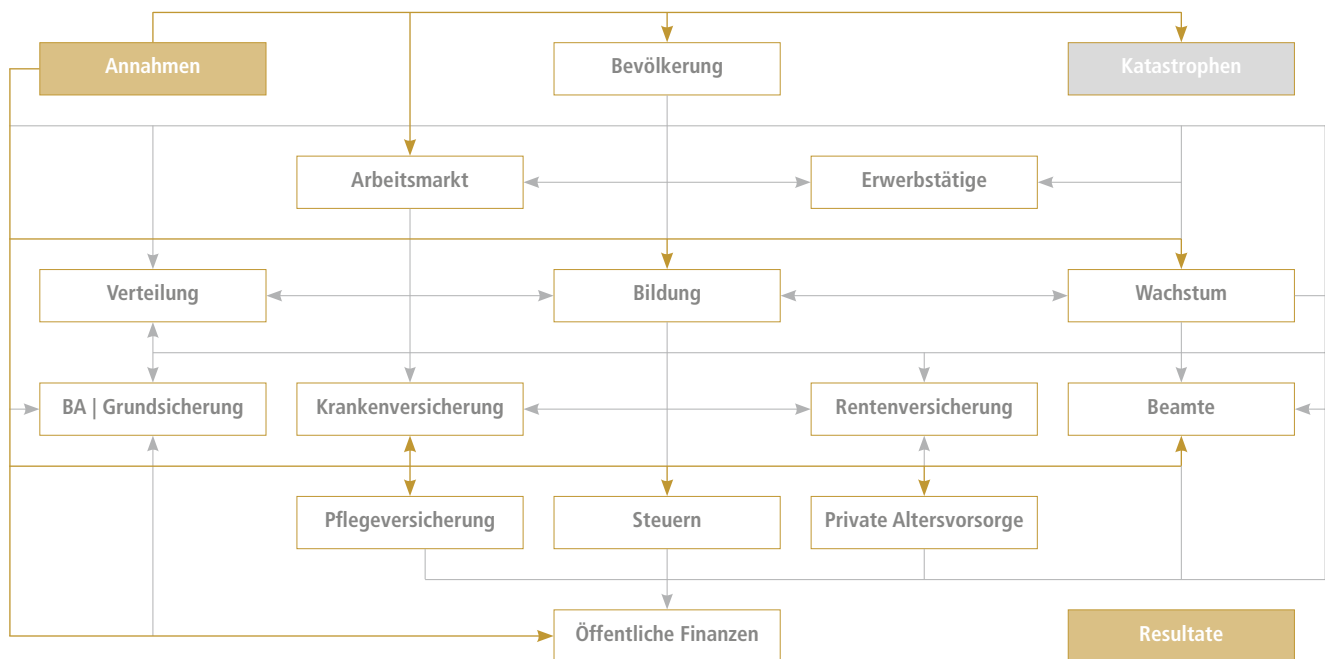 Annahmen
Bevölkerung
Katastrophen
Arbeitsmarkt
Erwerbstätige
Verteilung
Bildung
Wachstum
BA | Grundsicherung
Krankenversicherung
Rentenversicherung
Beamte
Pflegeversicherung
Steuern
Private Altersvorsorge
Öffentliche Finanzen
Resultate